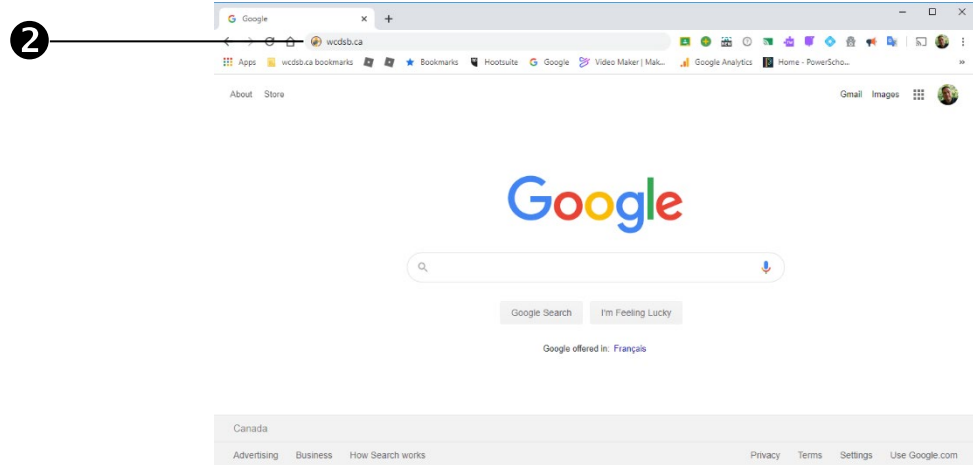 Google
2
wcdsb.ca
Apps wcdsb.ca bookmarks Bookmarks Hootsuite Google Video Maker | Mak... Google Analytics Home - PowerScho...
About Store Gmail Images
Google
Google Search I'm Feeling Lucky
Google offered in: Français
Canada
Advertising Business How Search works Privacy Terms Settings Use Google.com